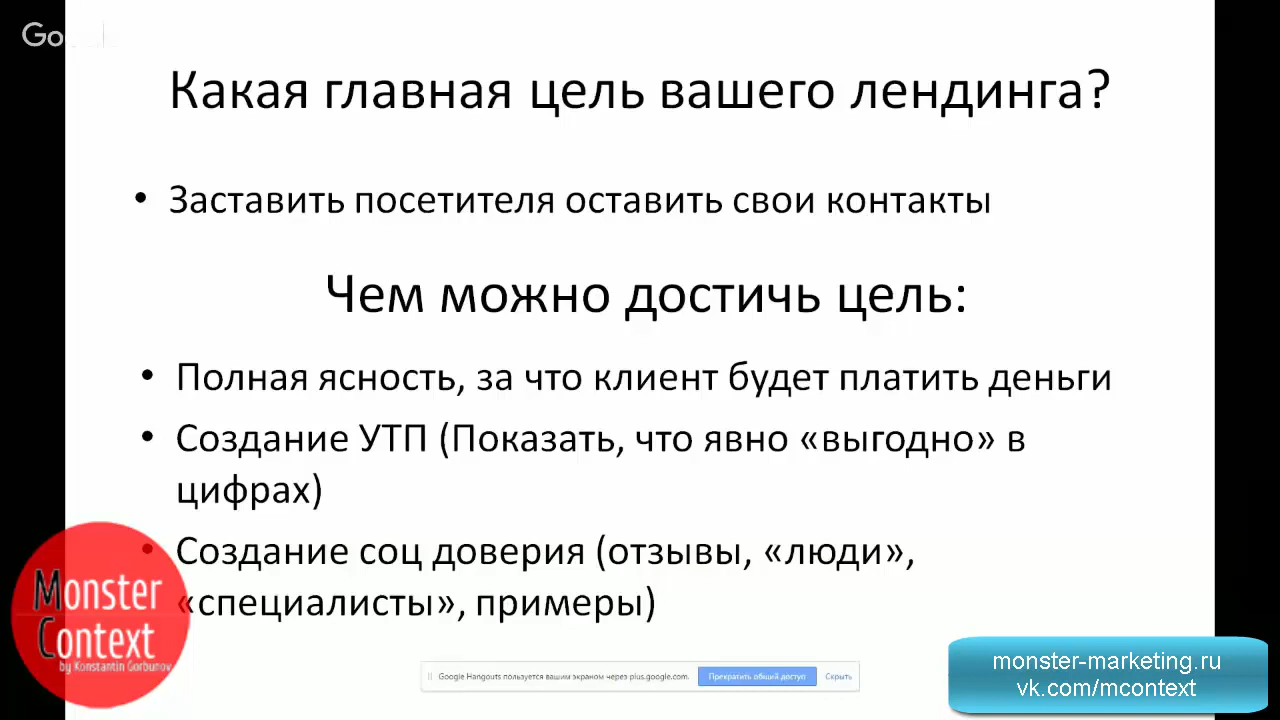 Какая главная цель вашего лендинга?
• Заставить посетителя оставить свои контакты
Чем можно достичь цель:
• Полная ясность, за что клиент будет платить деньги
• Создание УТП (Показать, что явно «выгодно» в
цифрах)
• Создание соц доверия (отзывы, «люди»,
«специалисты», примеры)
Monster
Context
by Konstantin Gorbunov
Google Hangouts пользуется вашим экраном через plus.google.com. Прекратить общий доступ Скрыть
monster-marketing.ru
vk.com/mcontext